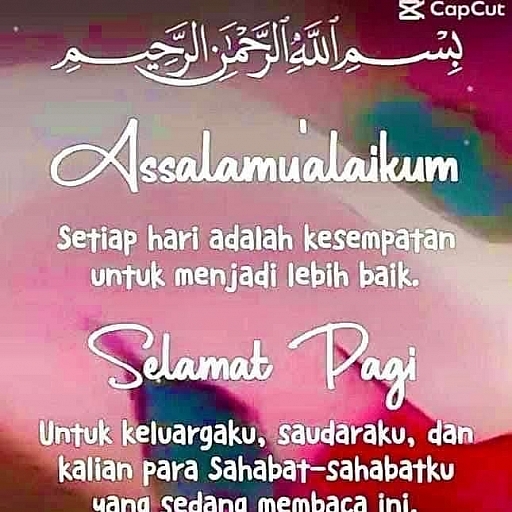 CapCut
بِسْمِ اللَّهِ الرَّحْمَٰنِ الرَّحِيمِ
Assalamu'alaikum
Setiap hari adalah kesempatan
untuk menjadi lebih baik.
Selamat Pagi
Untuk keluargaku, saudaraku, dan
kalian para Sahabat-sahabatku
yang sedang membaca ini.